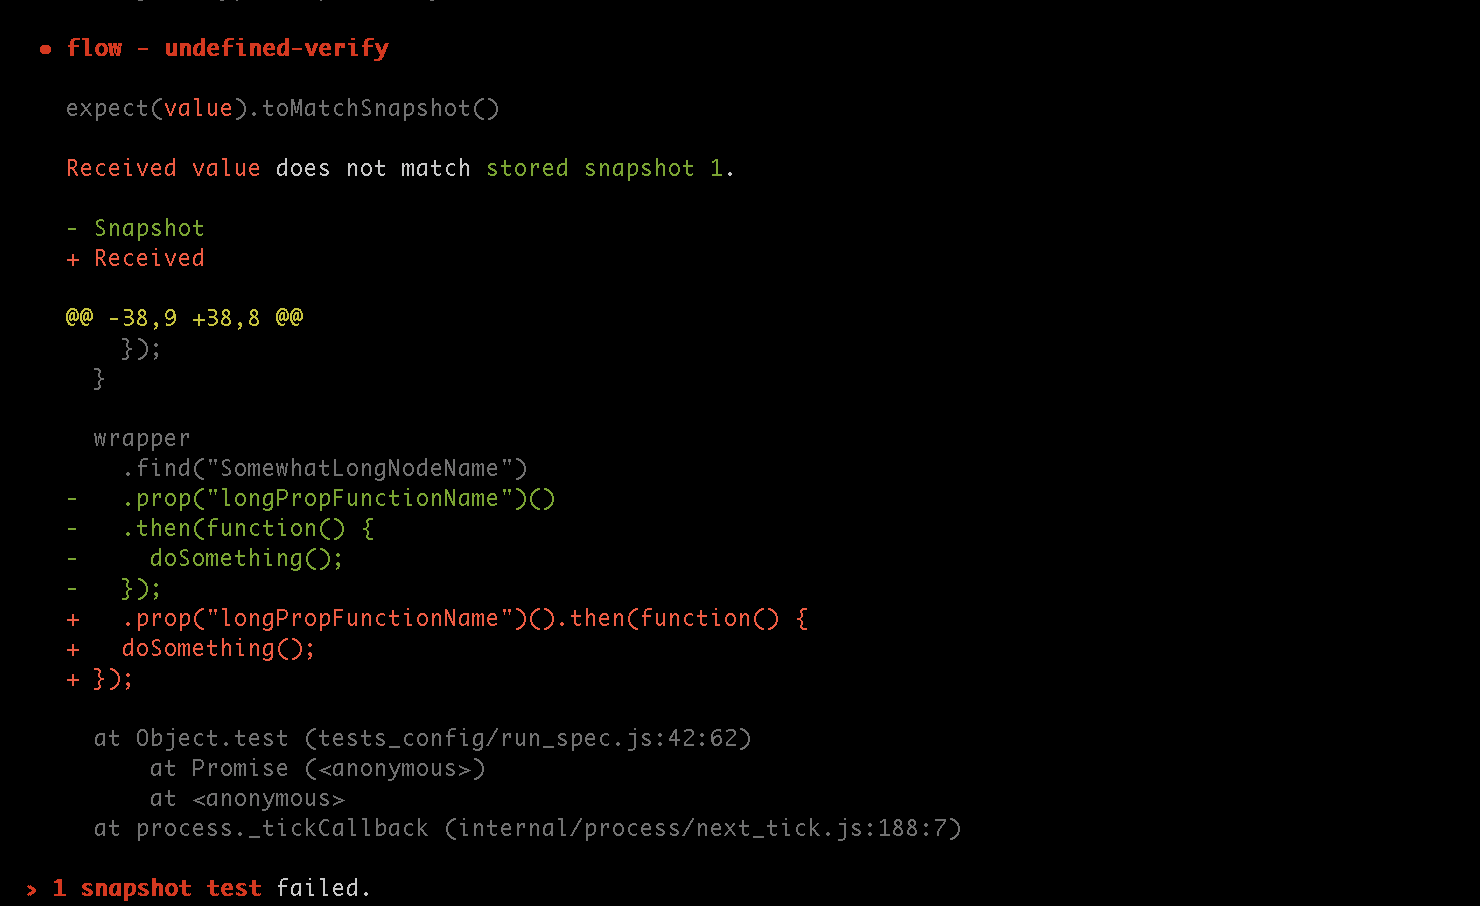 ● flow - undefined-verify
expect(value).toMatchSnapshot()
Received value does not match stored snapshot 1.
- Snapshot
+ Received
@@ -38,9 +38,8 @@
    });
  }
  wrapper
    .find("SomewhatLongNodeName")
-   .prop("longPropFunctionName")()
-   .then(function() {
-     doSomething();
-   });
+   .prop("longPropFunctionName")().then(function() {
+   doSomething();
+ });
  at Object.test (tests_config/run_spec.js:42:62)
      at Promise (<anonymous>)
      at <anonymous>
  at process._tickCallback (internal/process/next_tick.js:188:7)
> 1 snapshot test failed.